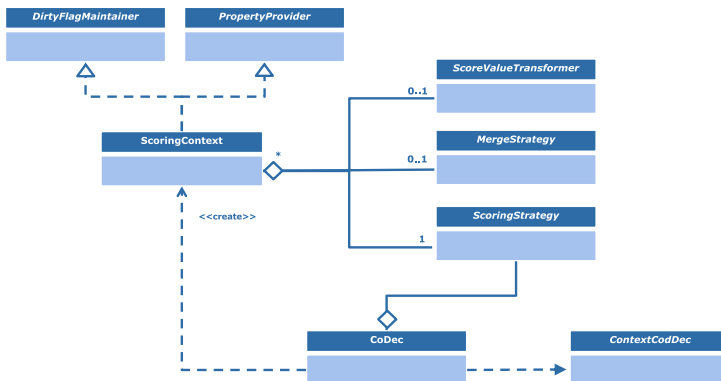 DirtyFlagMaintainer
PropertyProvider
ScoreValueTransformer
0..1
ScoringContext
MergeStrategy
*
0..1
ScoringStrategy
<<create>>
1
CoDec
ContextCodDec